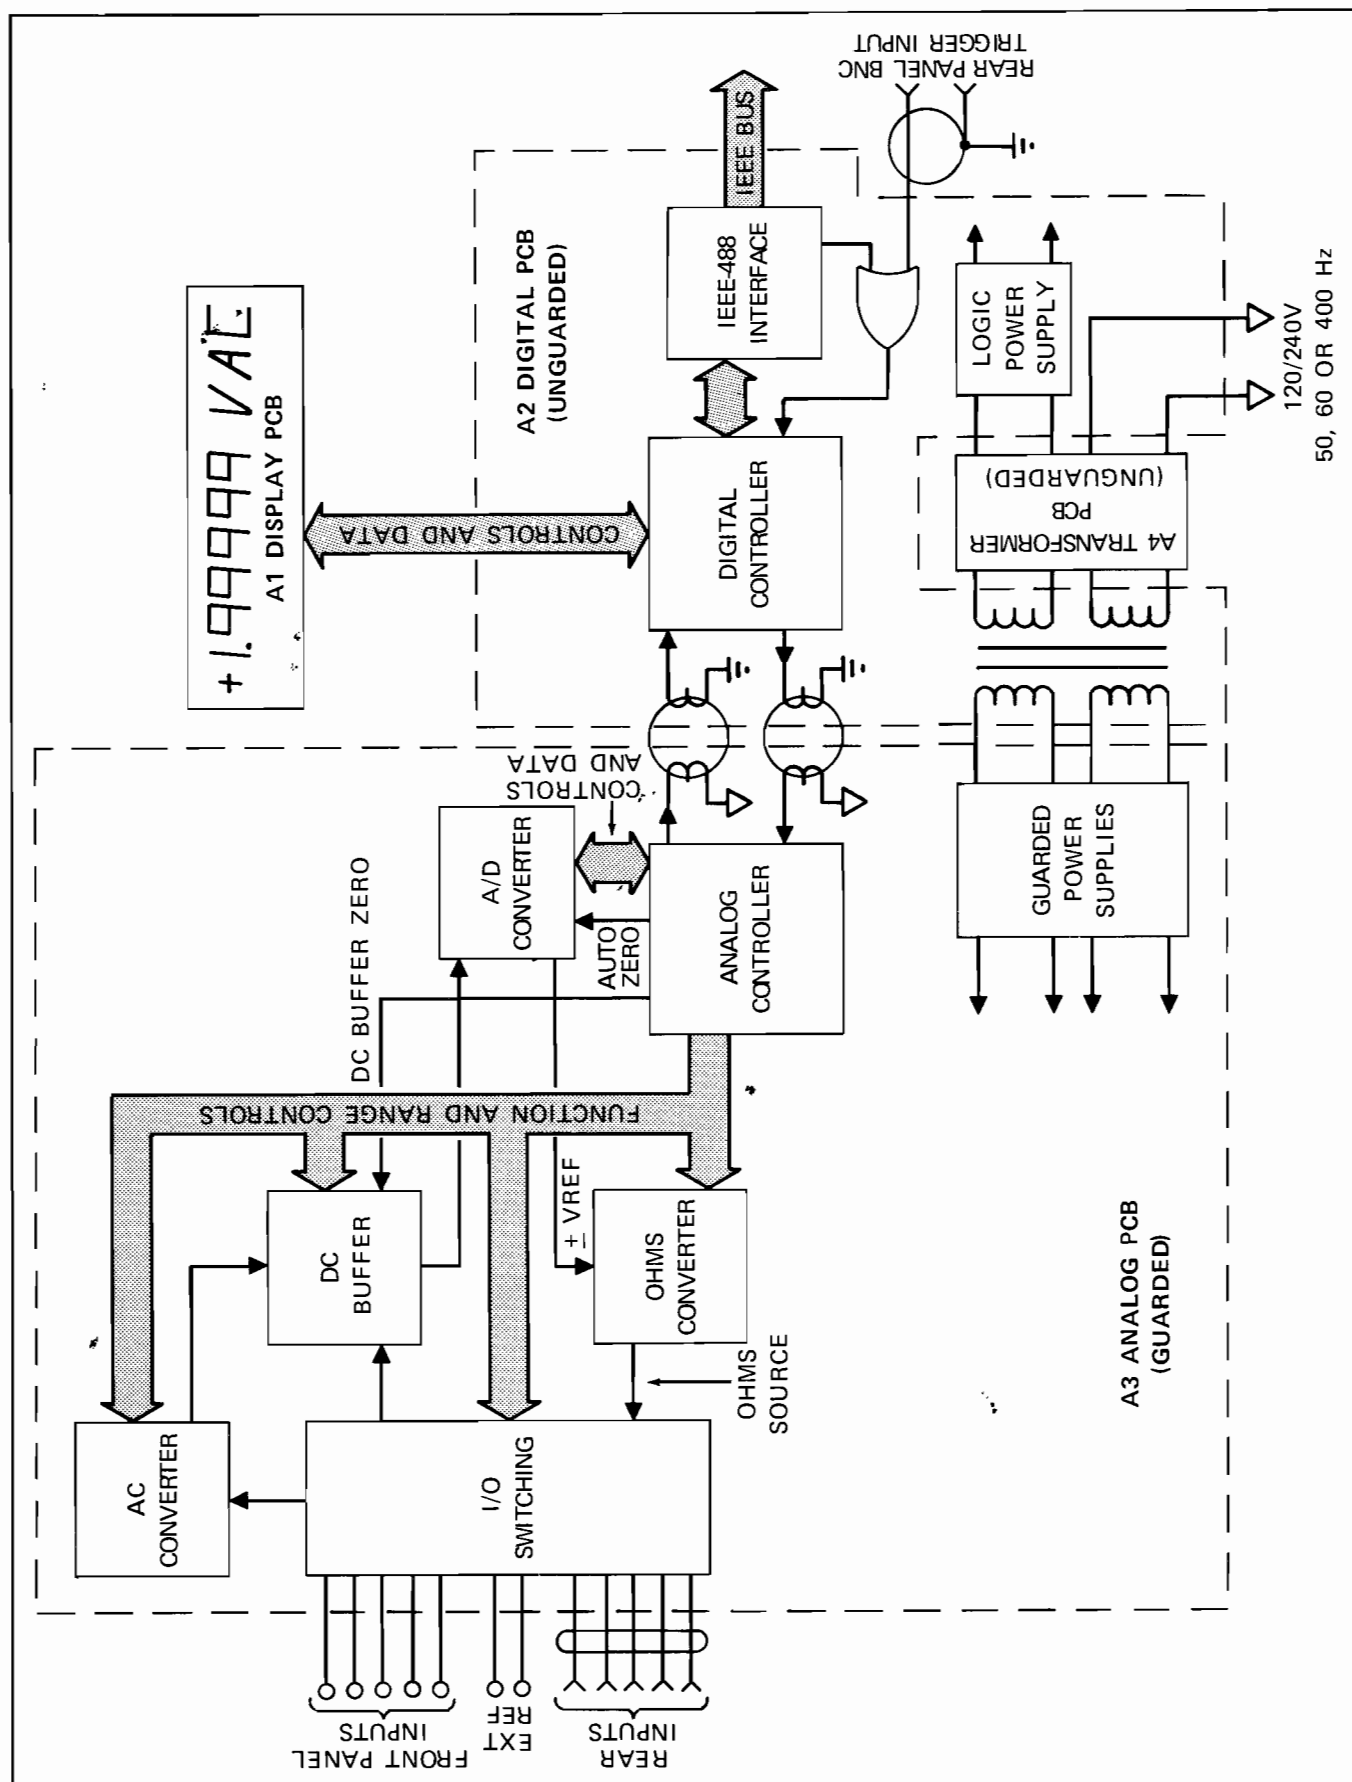 +1.999999 VAC
A1 DISPLAY PCB
CONTROLS AND DATA
A2 DIGITAL PCB
(UNGUARDED)
IEEE-488
INTERFACE
IEEE BUS
REAR PANEL BNC
TRIGGER INPUT
DIGITAL
CONTROLLER
LOGIC
POWER
SUPPLY
A4 TRANSFORMER
PCB
(UNGUARDED)
120/240V
50, 60 OR 400 Hz
CONTROLS
AND DATA
A/D
CONVERTER
AUTO
ZERO
ANALOG
CONTROLLER
DC BUFFER ZERO
GUARDED
POWER
SUPPLIES
FUNCTION AND RANGE CONTROLS
DC
BUFFER
± VREF
OHMS
CONVERTER
OHMS
SOURCE
A3 ANALOG PCB
(GUARDED)
AC
CONVERTER
I/O
SWITCHING
FRONT PANEL
INPUTS
EXT
REF
REAR
INPUTS